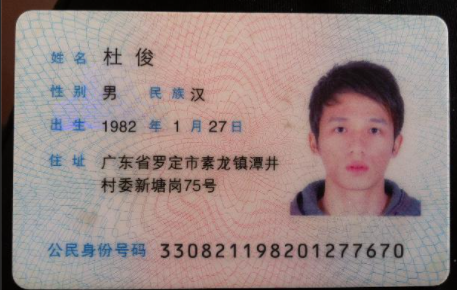 姓名 杜俊
性别 男 民族 汉
出生 1982 年 1 月 27 日
住址 广东省罗定市素龙镇潭井
村委新塘岗75号
公民身份号码 330821198201277670